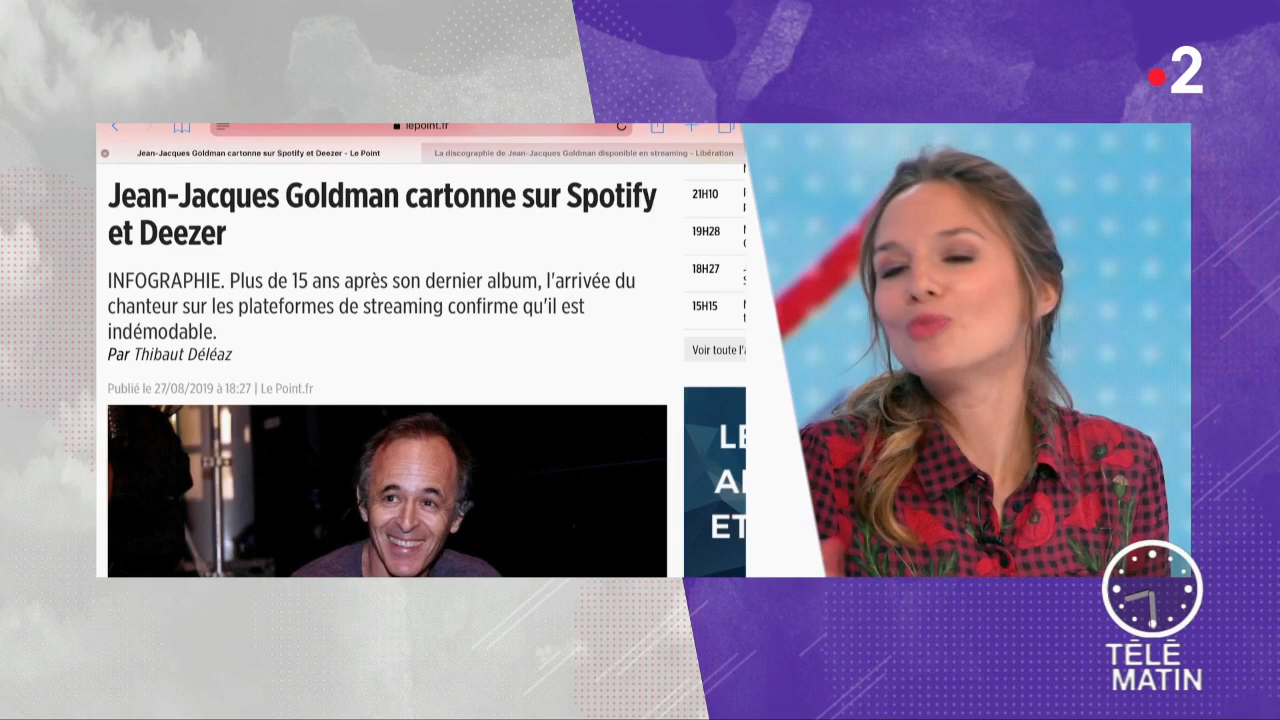 2
lepoint.fr
Jean-Jacques Goldman cartonne sur Spotify et Deezer - Le Point
La discographie de Jean-Jacques Goldman disponible en streaming - Libération
Jean-Jacques Goldman cartonne sur Spotify
et Deezer
INFOGRAPHIE. Plus de 15 ans après son dernier album, l'arrivée du
chanteur sur les plateformes de streaming confirme qu'il est
indémodable.
Par Thibaut Déléaz
Publié le 27/08/2019 à 18:27 | Le Point.fr
21H10
19H28
18H27
15H15
Voir toute l'a
LE
ET
TÉLÉ
MATIN